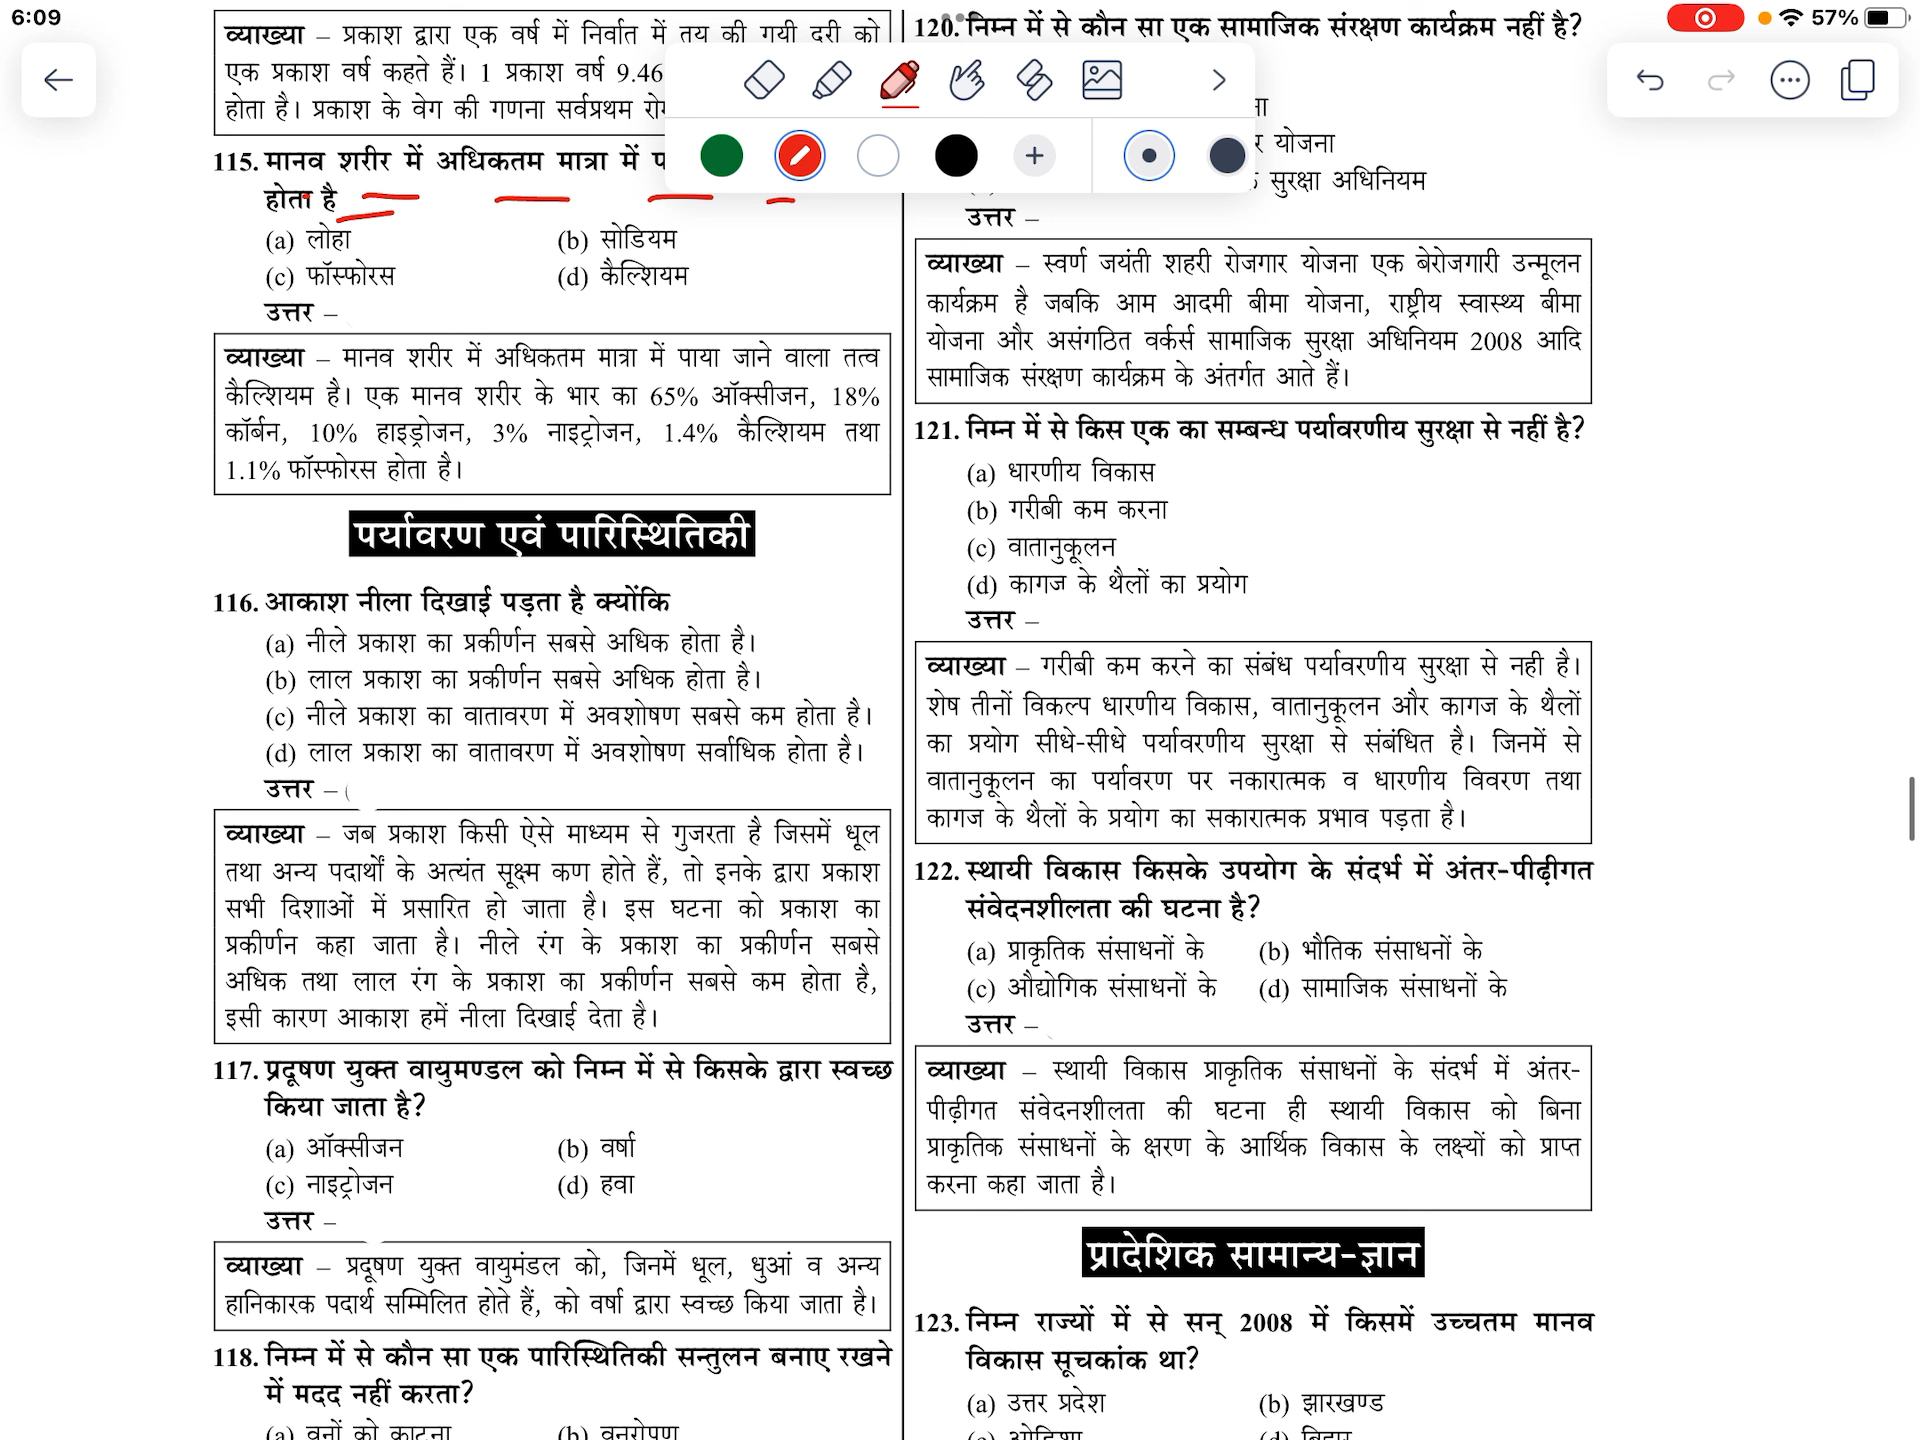 6:09
57%
व्याख्या – प्रकाश द्वारा एक वर्ष में निर्वात में तय की गयी दूरी को
एक प्रकाश वर्ष कहते हैं। 1 प्रकाश वर्ष 9.46
होता है। प्रकाश के वेग की गणना सर्वप्रथम
115. मानव शरीर में अधिकतम मात्रा में
होता है
(a) लोहा (b) सोडियम
(c) फॉस्फोरस (d) कैल्शियम
उत्तर –
व्याख्या – मानव शरीर में अधिकतम मात्रा में पाया जाने वाला तत्व
कैल्शियम है। एक मानव शरीर के भार का 65% ऑक्सीजन, 18%
कॉर्बन, 10% हाइड्रोजन, 3% नाइट्रोजन, 1.4% कैल्शियम तथा
1.1% फॉस्फोरस होता है।
पर्यावरण एवं पारिस्थितिकी
116. आकाश नीला दिखाई पड़ता है क्योंकि
(a) नीले प्रकाश का प्रकीर्णन सबसे अधिक होता है।
(b) लाल प्रकाश का प्रकीर्णन सबसे अधिक होता है।
(c) नीले प्रकाश का वातावरण में अवशोषण सबसे कम होता है।
(d) लाल प्रकाश का वातावरण में अवशोषण सर्वाधिक होता है।
उत्तर – (
व्याख्या – जब प्रकाश किसी ऐसे माध्यम से गुजरता है जिसमें धूल
तथा अन्य पदार्थों के अत्यंत सूक्ष्म कण होते हैं, तो इनके द्वारा प्रकाश
सभी दिशाओं में प्रसारित हो जाता है। इस घटना को प्रकाश का
प्रकीर्णन कहा जाता है। नीले रंग के प्रकाश का प्रकीर्णन सबसे
अधिक तथा लाल रंग के प्रकाश का प्रकीर्णन सबसे कम होता है,
इसी कारण आकाश हमें नीला दिखाई देता है।
117. प्रदूषण युक्त वायुमण्डल को निम्न में से किसके द्वारा स्वच्छ
किया जाता है?
(a) ऑक्सीजन (b) वर्षा
(c) नाइट्रोजन (d) हवा
उत्तर –
व्याख्या – प्रदूषण युक्त वायुमंडल को, जिनमें धूल, धुआं व अन्य
हानिकारक पदार्थ सम्मिलित होते हैं, को वर्षा द्वारा स्वच्छ किया जाता है।
118. निम्न में से कौन सा एक पारिस्थितिकी सन्तुलन बनाए रखने
में मदद नहीं करता?
(a) वनों को काटना (b) वनरोपण
120. निम्न में से कौन सा एक सामाजिक संरक्षण कार्यक्रम नहीं है?
योजना
सुरक्षा अधिनियम
उत्तर –
व्याख्या – स्वर्ण जयंती शहरी रोजगार योजना एक बेरोजगारी उन्मूलन
कार्यक्रम है जबकि आम आदमी बीमा योजना, राष्ट्रीय स्वास्थ्य बीमा
योजना और असंगठित वर्कर्स सामाजिक सुरक्षा अधिनियम 2008 आदि
सामाजिक संरक्षण कार्यक्रम के अंतर्गत आते हैं।
121. निम्न में से किस एक का सम्बन्ध पर्यावरणीय सुरक्षा से नहीं है?
(a) धारणीय विकास
(b) गरीबी कम करना
(c) वातानुकूलन
(d) कागज के थैलों का प्रयोग
उत्तर –
व्याख्या – गरीबी कम करने का संबंध पर्यावरणीय सुरक्षा से नही है।
शेष तीनों विकल्प धारणीय विकास, वातानुकूलन और कागज के थैलों
का प्रयोग सीधे-सीधे पर्यावरणीय सुरक्षा से संबंधित है। जिनमें से
वातानुकूलन का पर्यावरण पर नकारात्मक व धारणीय विवरण तथा
कागज के थैलों के प्रयोग का सकारात्मक प्रभाव पड़ता है।
122. स्थायी विकास किसके उपयोग के संदर्भ में अंतर-पीढ़ीगत
संवेदनशीलता की घटना है?
(a) प्राकृतिक संसाधनों के (b) भौतिक संसाधनों के
(c) औद्योगिक संसाधनों के (d) सामाजिक संसाधनों के
उत्तर –
व्याख्या – स्थायी विकास प्राकृतिक संसाधनों के संदर्भ में अंतर-
पीढ़ीगत संवेदनशीलता की घटना ही स्थायी विकास को बिना
प्राकृतिक संसाधनों के क्षरण के आर्थिक विकास के लक्ष्यों को प्राप्त
करना कहा जाता है।
प्रादेशिक सामान्य-ज्ञान
123. निम्न राज्यों में से सन् 2008 में किसमें उच्चतम मानव
विकास सूचकांक था?
(a) उत्तर प्रदेश (b) झारखण्ड
(c) ओडिशा (d) बिहार